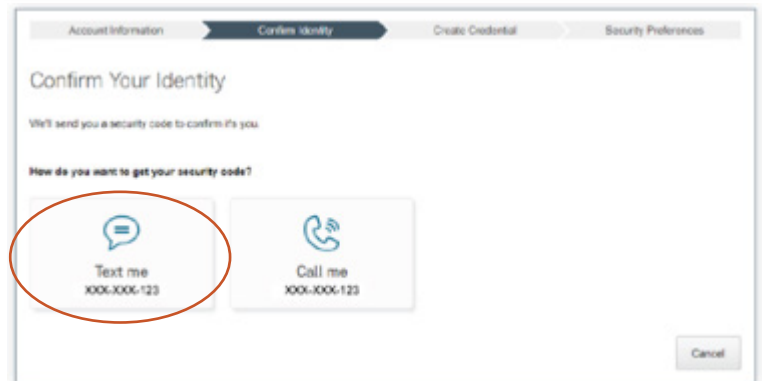 Account Information Confirm Identity Create Credential Security Preferences
Confirm Your Identity
We'll send you a security code to confirm it's you.
How do you want to get your security code?
Text me Call me
XXX-XXX-123 XXX-XXX-123
Cancel